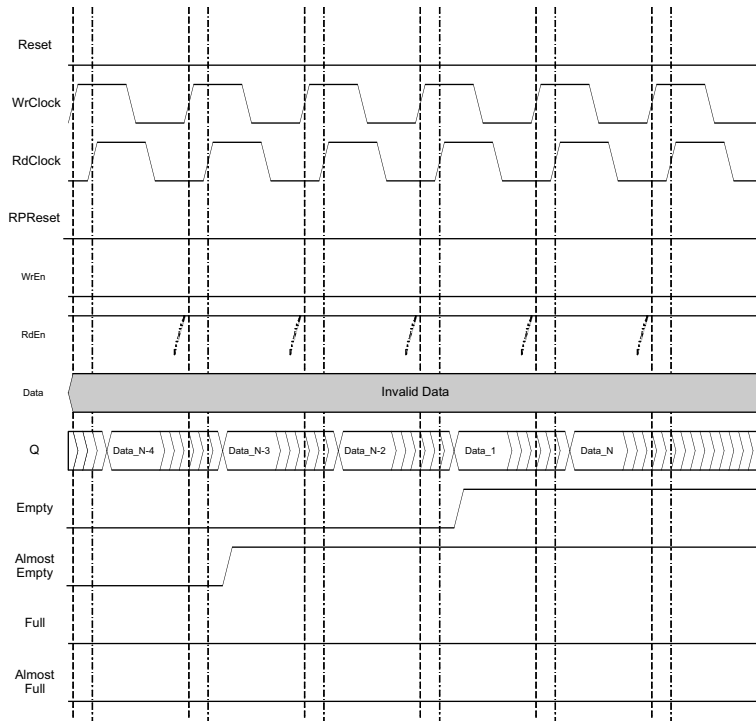 Reset
WrClock
RdClock
RPReset
WrEn
RdEn
Data
Invalid Data
Q
Data_N-4
Data_N-3
Data_N-2
Data_1
Data_N
Empty
Almost
Empty
Full
Almost
Full